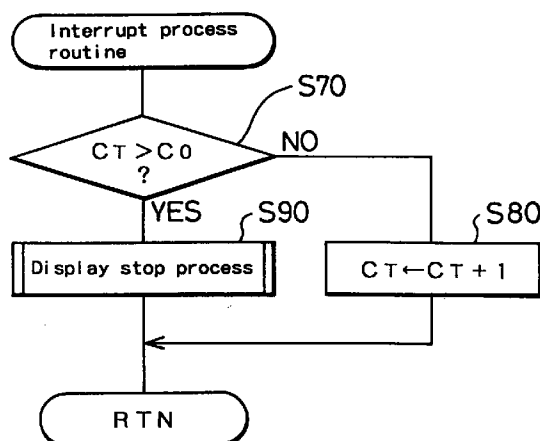 Interrupt process
routine
S70
CT>C0
?
NO
YES
S90
S80
Display stop process
CT←CT+1
RTN